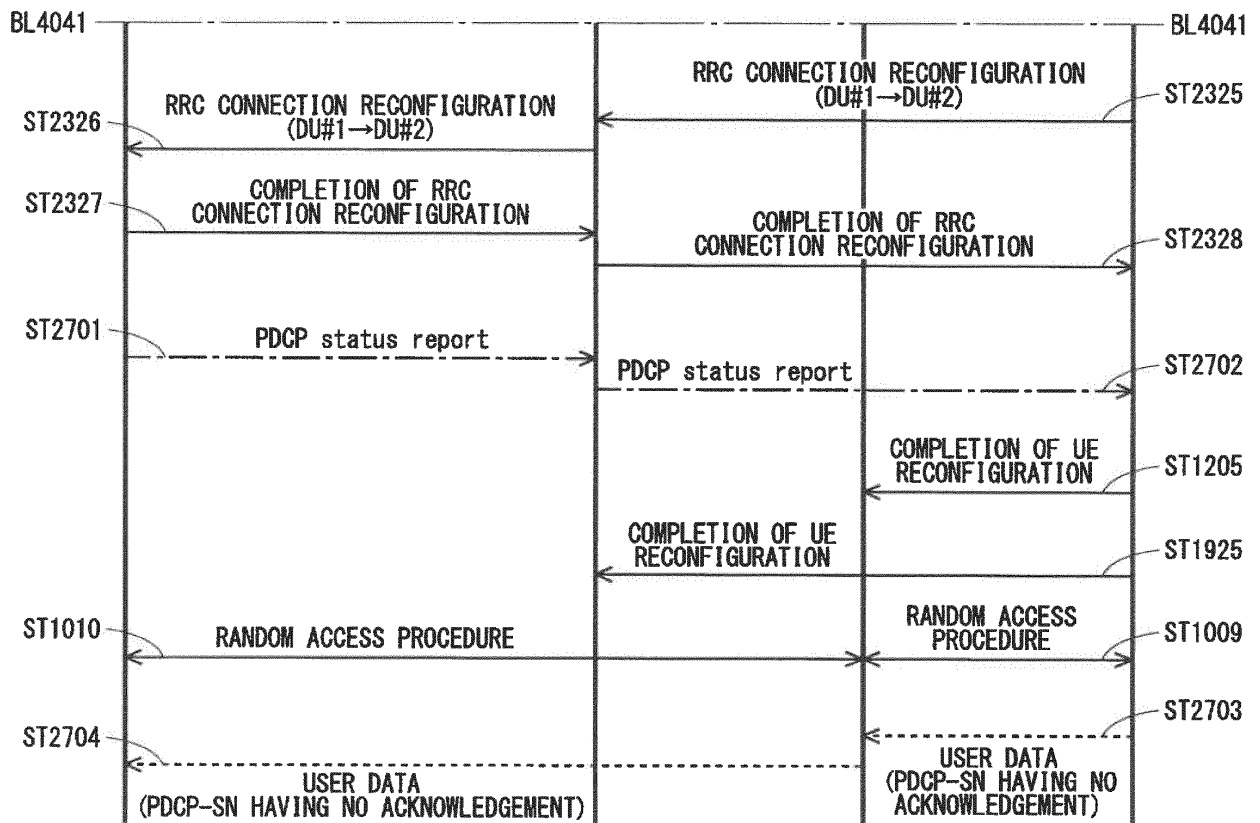 BL4041
BL4041
RRC CONNECTION RECONFIGURATION
(DU#1→DU#2)
ST2325
RRC CONNECTION RECONFIGURATION
(DU#1→DU#2)
ST2326
COMPLETION OF RRC
CONNECTION RECONFIGURATION
ST2327
COMPLETION OF RRC
CONNECTION RECONFIGURATION
ST2328
ST2701
PDCP status report
PDCP status report
ST2702
COMPLETION OF UE
RECONFIGURATION
ST1205
COMPLETION OF UE
RECONFIGURATION
ST1925
ST1010
RANDOM ACCESS PROCEDURE
RANDOM ACCESS
PROCEDURE
ST1009
ST2703
ST2704
USER DATA
(PDCP-SN HAVING NO ACKNOWLEDGEMENT)
USER DATA
(PDCP-SN HAVING NO
ACKNOWLEDGEMENT)